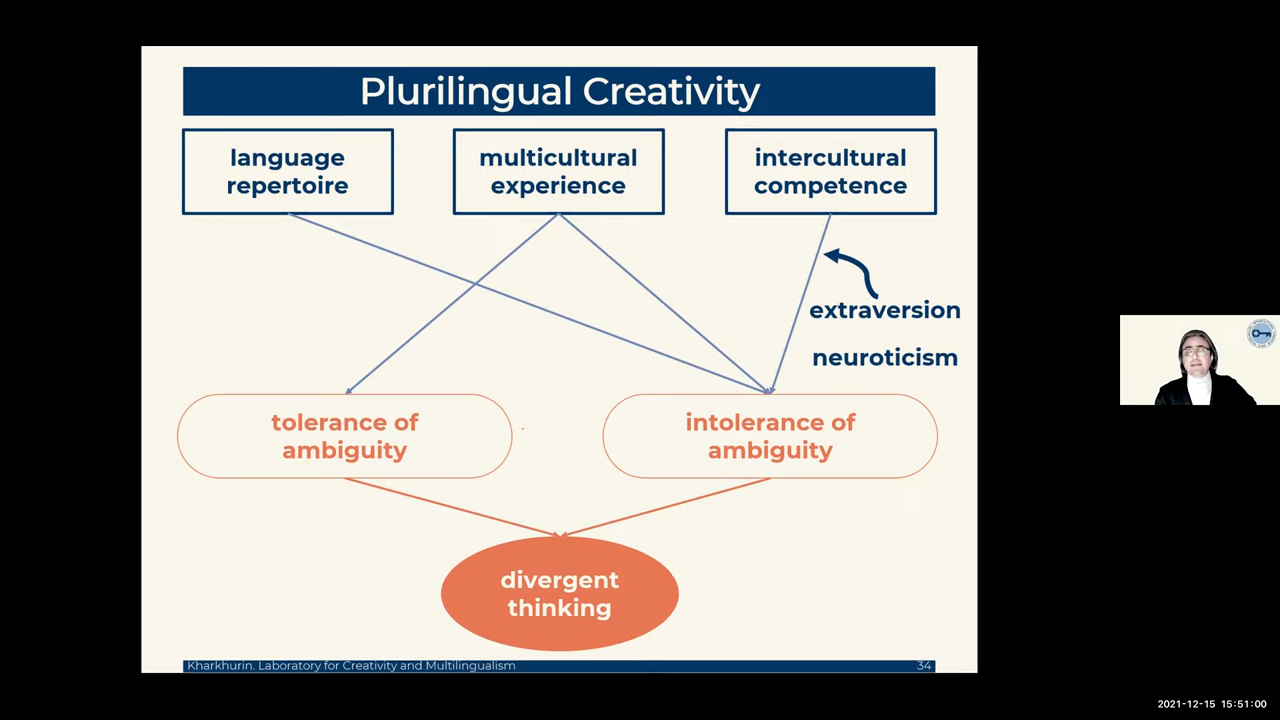 Plurilingual Creativity
language
repertoire
multicultural
experience
intercultural
competence
extraversion
neuroticism
tolerance of
ambiguity
intolerance of
ambiguity
divergent
thinking
Kharkhurin. Laboratory for Creativity and Multilingualism
34
2021-12-15 15:51:00